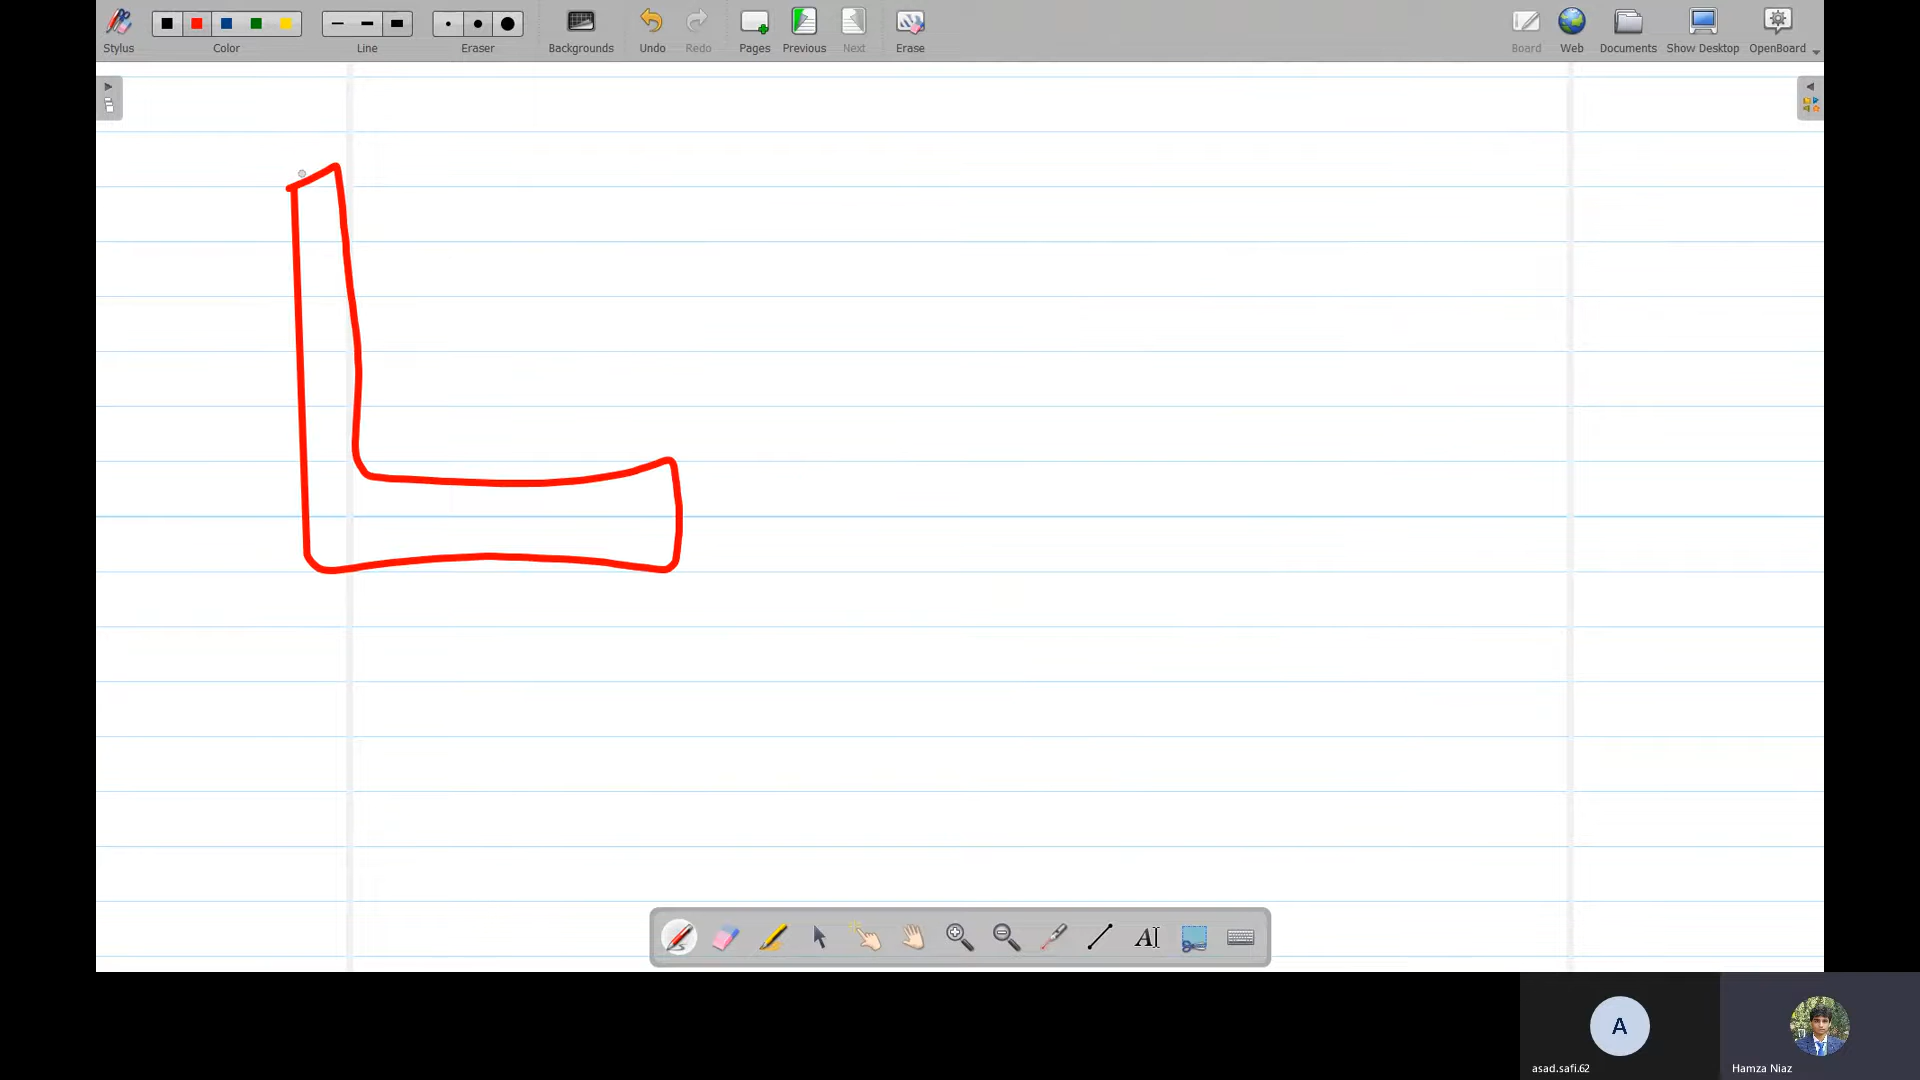 Stylus Color Line Eraser Backgrounds Undo Redo Pages Previous Next Erase Board Web Documents Show Desktop OpenBoard
A
asad.safi.62 Hamza Niaz